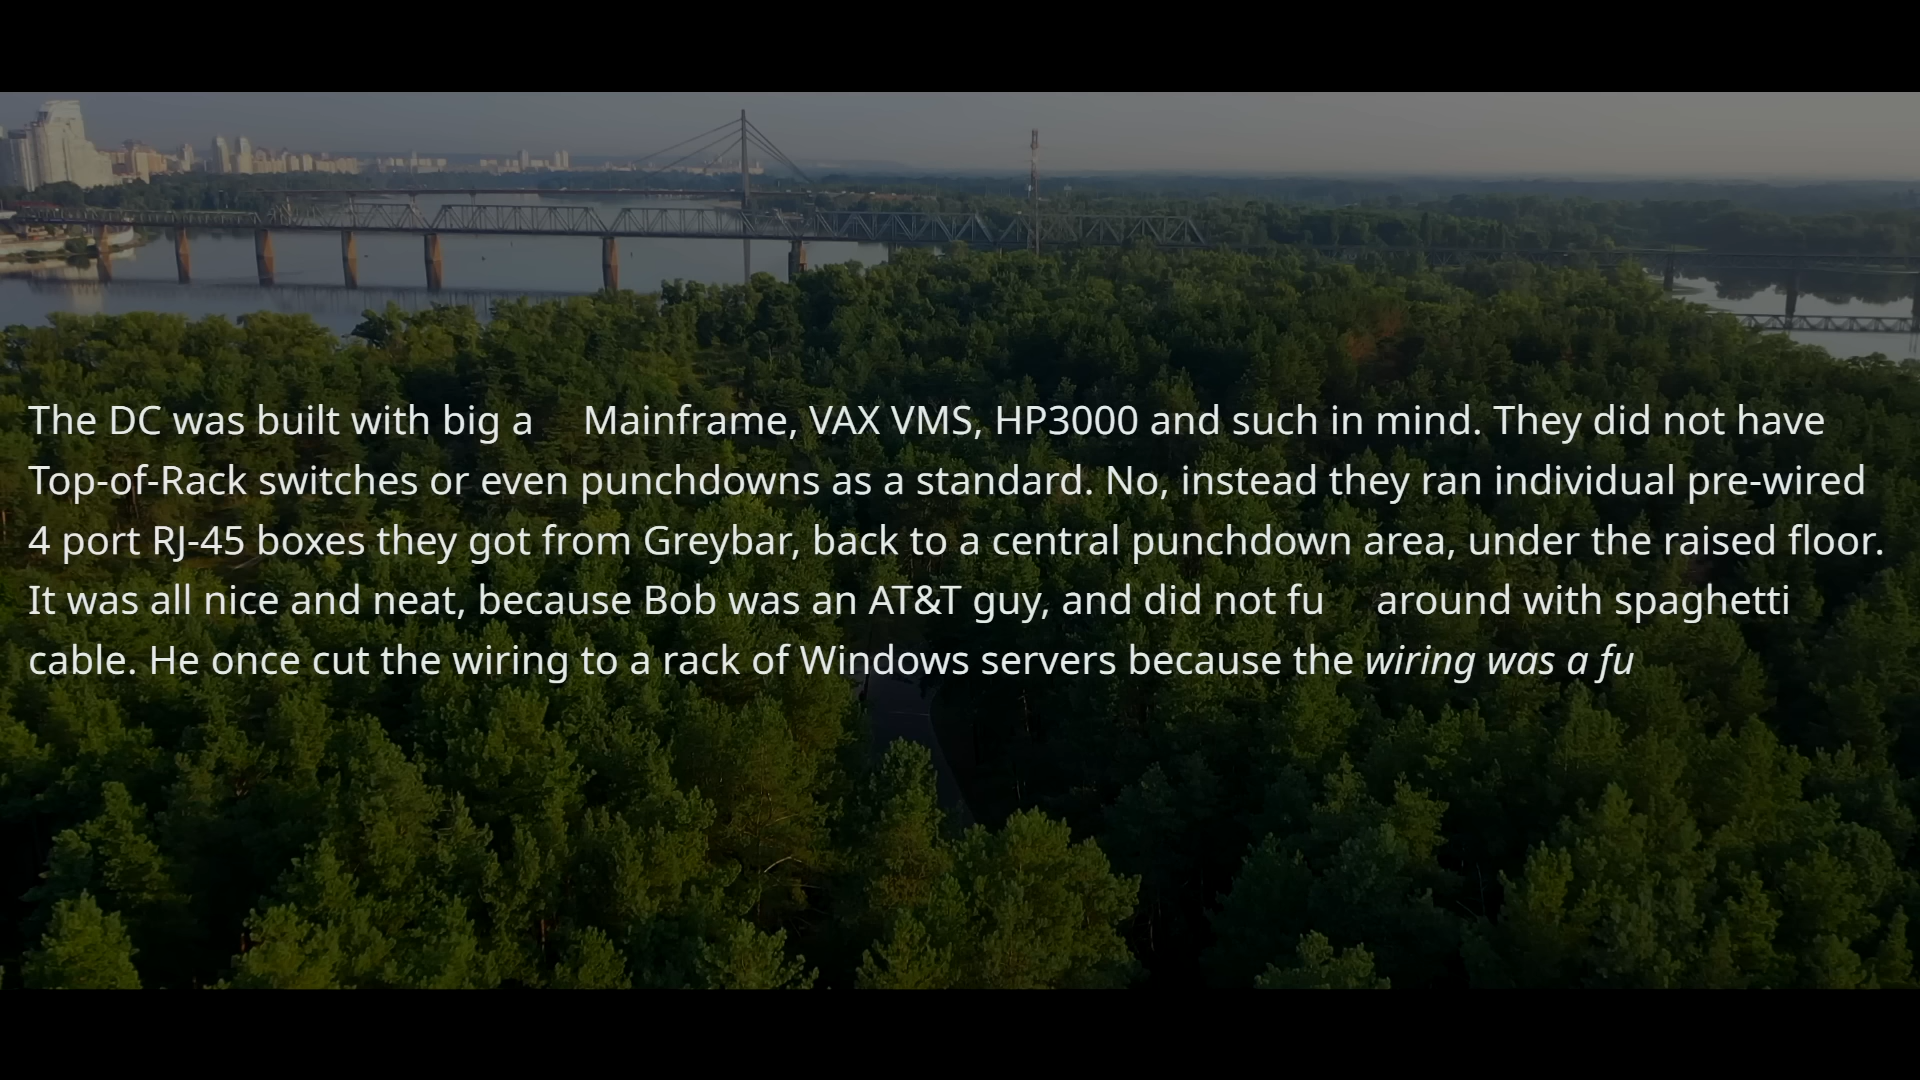 The DC was built with big a Mainframe, VAX VMS, HP3000 and such in mind. They did not have
Top-of-Rack switches or even punchdowns as a standard. No, instead they ran individual pre-wired
4 port RJ-45 boxes they got from Greybar, back to a central punchdown area, under the raised floor.
It was all nice and neat, because Bob was an AT&T guy, and did not fu around with spaghetti
cable. He once cut the wiring to a rack of Windows servers because the wiring was a fu